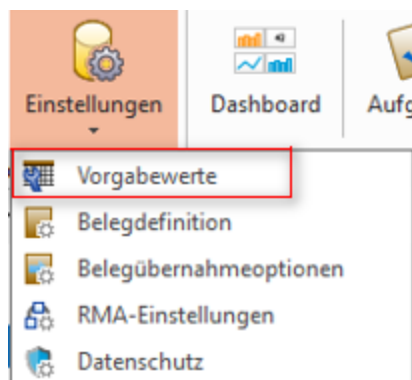 Einstellungen Dashboard Aufg
Vorgabewerte
Belegdefinition
Belegübernahmeoptionen
RMA-Einstellungen
Datenschutz